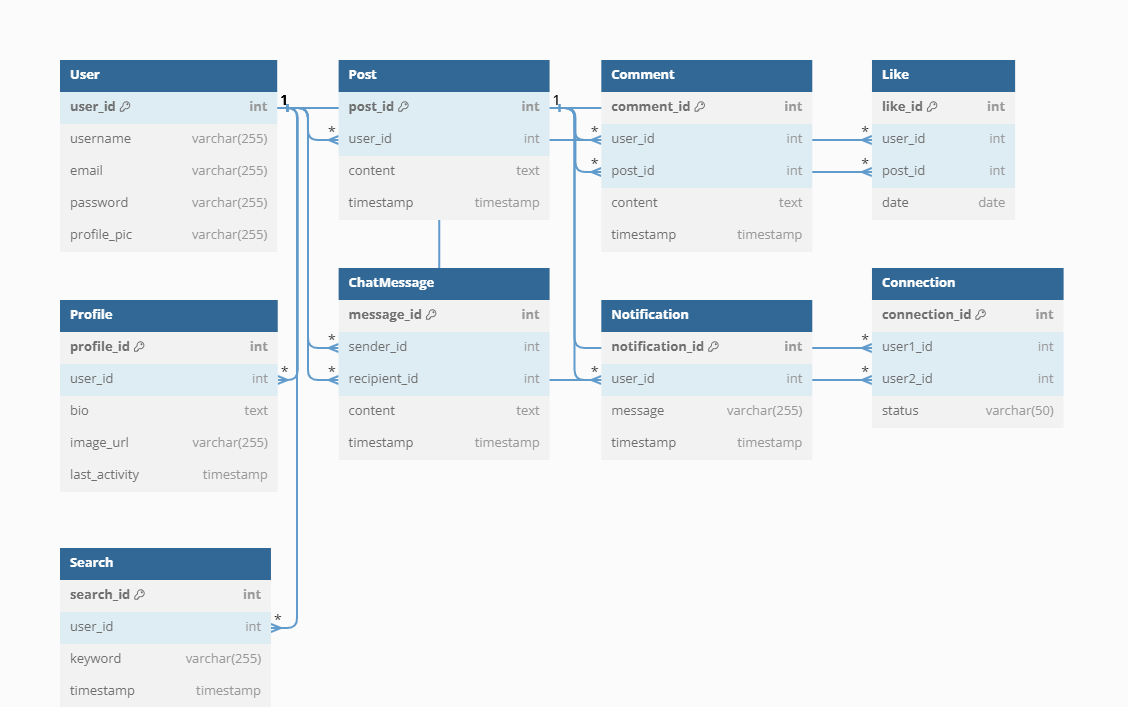 User
1
user_id int
username varchar(255)
email varchar(255)
password varchar(255)
profile_pic varchar(255)
Post
post_id int
1
* user_id int
content text
timestamp timestamp
Comment
comment_id int
* user_id int
* post_id int
content text
timestamp timestamp
Like
like_id int
* user_id int
* post_id int
date date
Profile
profile_id int
user_id int *
bio text
image_url varchar(255)
last_activity timestamp
ChatMessage
message_id int
* sender_id int
* recipient_id int
content text
timestamp timestamp
Notification
notification_id int
* user_id int
message varchar(255)
timestamp timestamp
Connection
connection_id int
* user1_id int
* user2_id int
status varchar(50)
Search
search_id int
user_id int *
keyword varchar(255)
timestamp timestamp